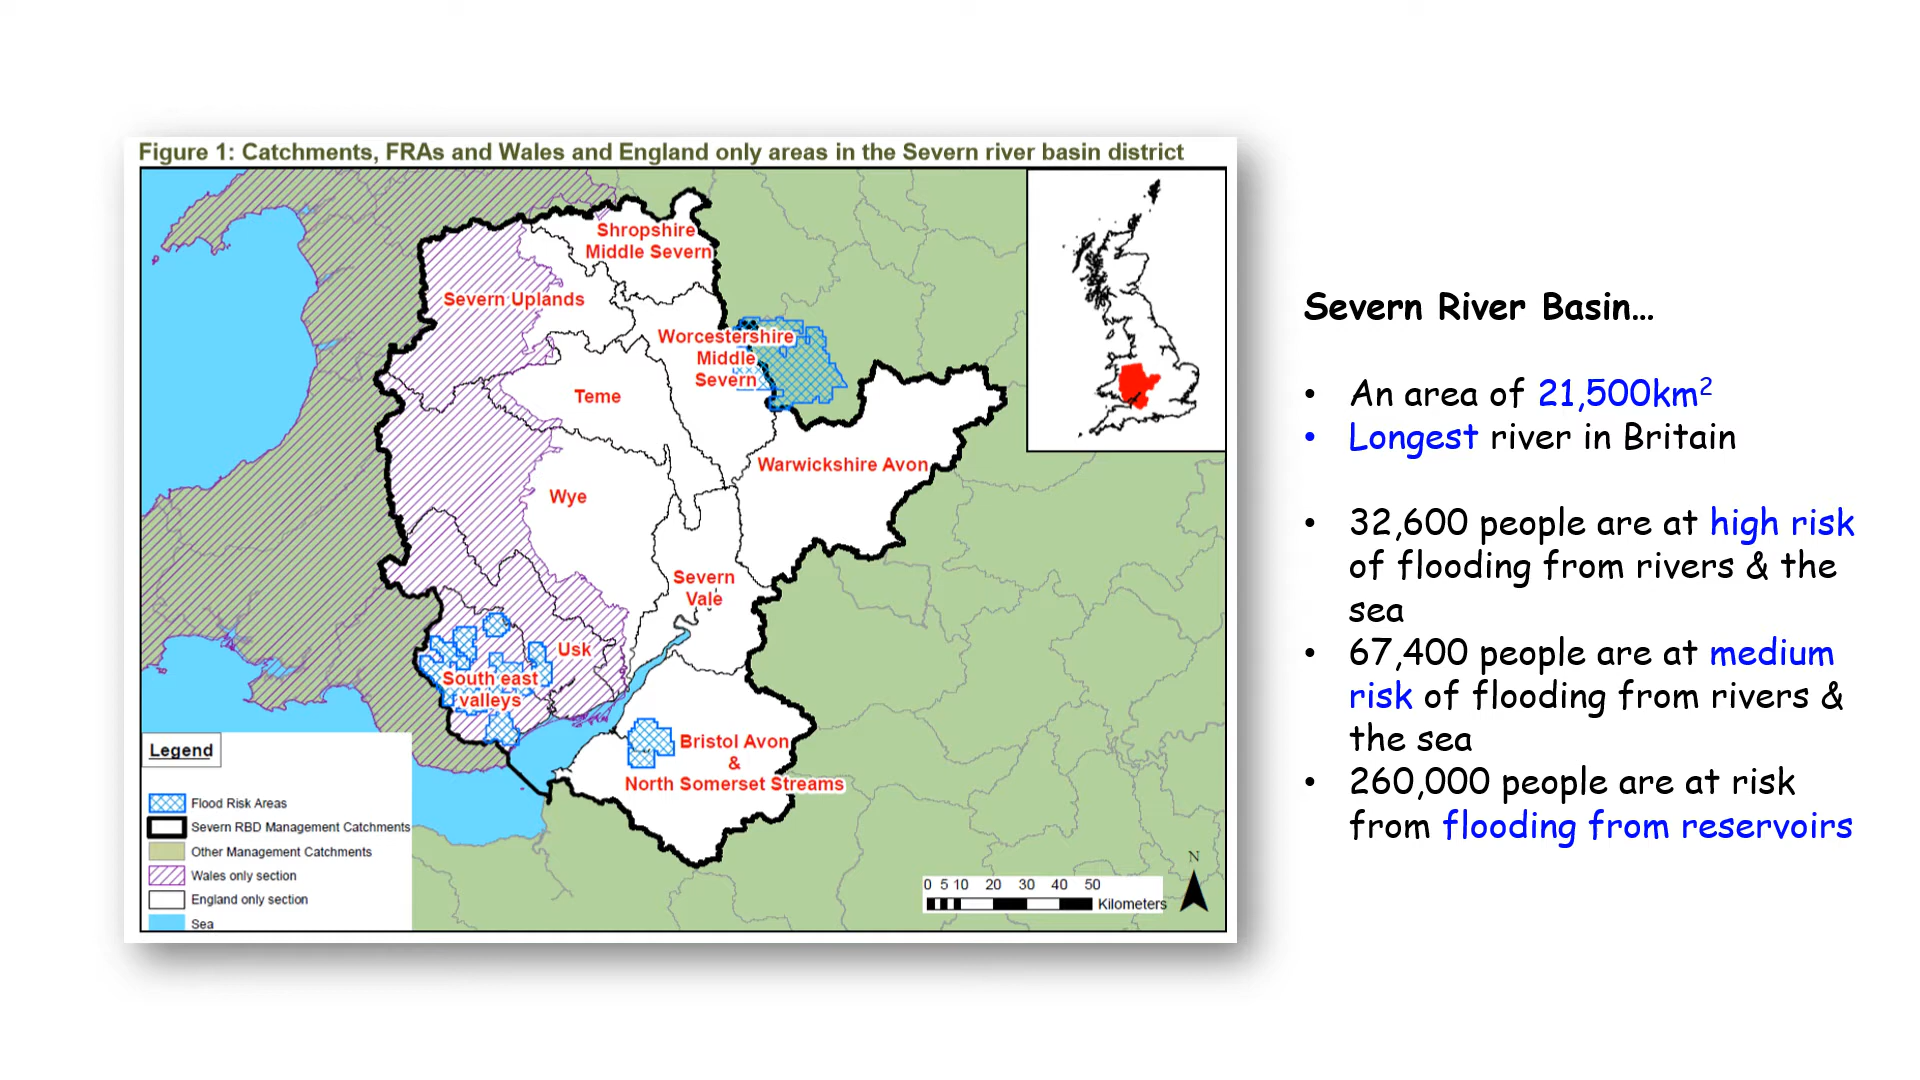 Figure 1: Catchments, FRAs and Wales and England only areas in the Severn river basin district
Shropshire
Middle Severn
Severn Uplands
Worcestershire
Middle
Severn
Teme
Warwickshire Avon
Wye
Severn
Vale
Usk
South east
valleys
Bristol Avon
&
North Somerset Streams
Legend
Flood Risk Areas
Severn RBD Management Catchments
Other Management Catchments
Wales only section
England only section
Sea
0 5 10 20 30 40 50
Kilometers
N
Severn River Basin…
• An area of 21,500km²
• Longest river in Britain
• 32,600 people are at high risk
of flooding from rivers & the
sea
• 67,400 people are at medium
risk of flooding from rivers &
the sea
• 260,000 people are at risk
from flooding from reservoirs